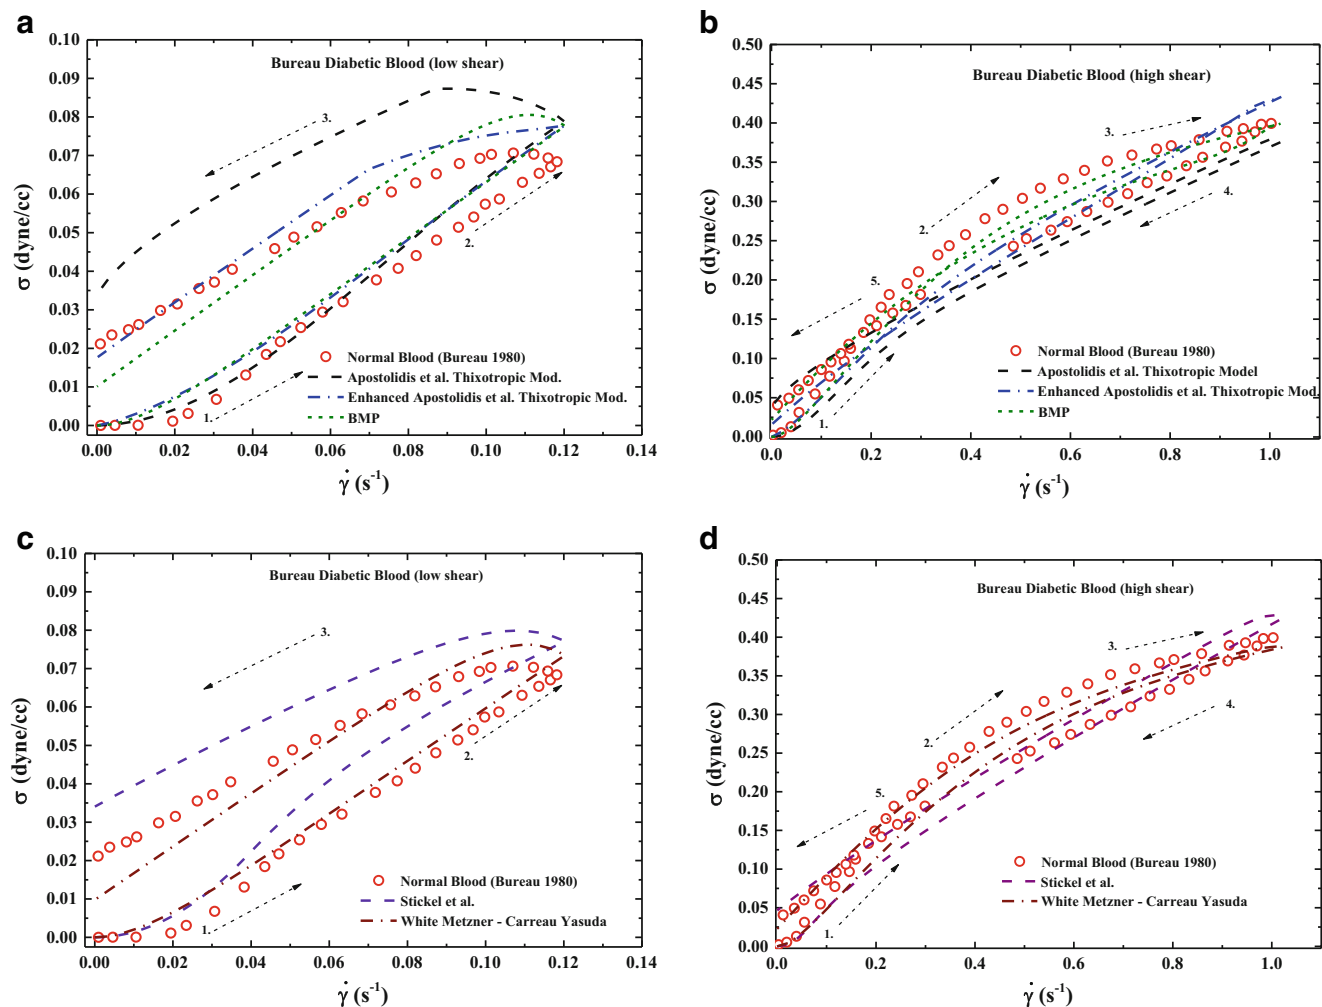 a
Bureau Diabetic Blood (low shear)
0.10
0.09
0.08
0.07
0.06
0.05
0.04
0.03
0.02
0.01
0.00
σ (dyne/cc)
3.
2.
1.
Normal Blood (Bureau 1980)
Apostolidis et al. Thixotropic Mod.
Enhanced Apostolidis et al. Thixotropic Mod.
BMP
0.00 0.02 0.04 0.06 0.08 0.10 0.12 0.14
γ̇ (s⁻¹)
b
Bureau Diabetic Blood (high shear)
0.50
0.45
0.40
0.35
0.30
0.25
0.20
0.15
0.10
0.05
0.00
σ (dyne/cc)
3.
4.
2.
5.
1.
Normal Blood (Bureau 1980)
Apostolidis et al. Thixotropic Model
Enhanced Apostolidis et al. Thixotropic Mod.
BMP
0.0 0.2 0.4 0.6 0.8 1.0
γ̇ (s⁻¹)
c
Bureau Diabetic Blood (low shear)
0.10
0.09
0.08
0.07
0.06
0.05
0.04
0.03
0.02
0.01
0.00
σ (dyne/cc)
3.
2.
1.
Normal Blood (Bureau 1980)
Stickel et al.
White Metzner - Carreau Yasuda
0.00 0.02 0.04 0.06 0.08 0.10 0.12 0.14
γ̇ (s⁻¹)
d
Bureau Diabetic Blood (high shear)
0.50
0.45
0.40
0.35
0.30
0.25
0.20
0.15
0.10
0.05
0.00
σ (dyne/cc)
3.
4.
2.
5.
1.
Normal Blood (Bureau 1980)
Stickel et al.
White Metzner - Carreau Yasuda
0.0 0.2 0.4 0.6 0.8 1.0
γ̇ (s⁻¹)